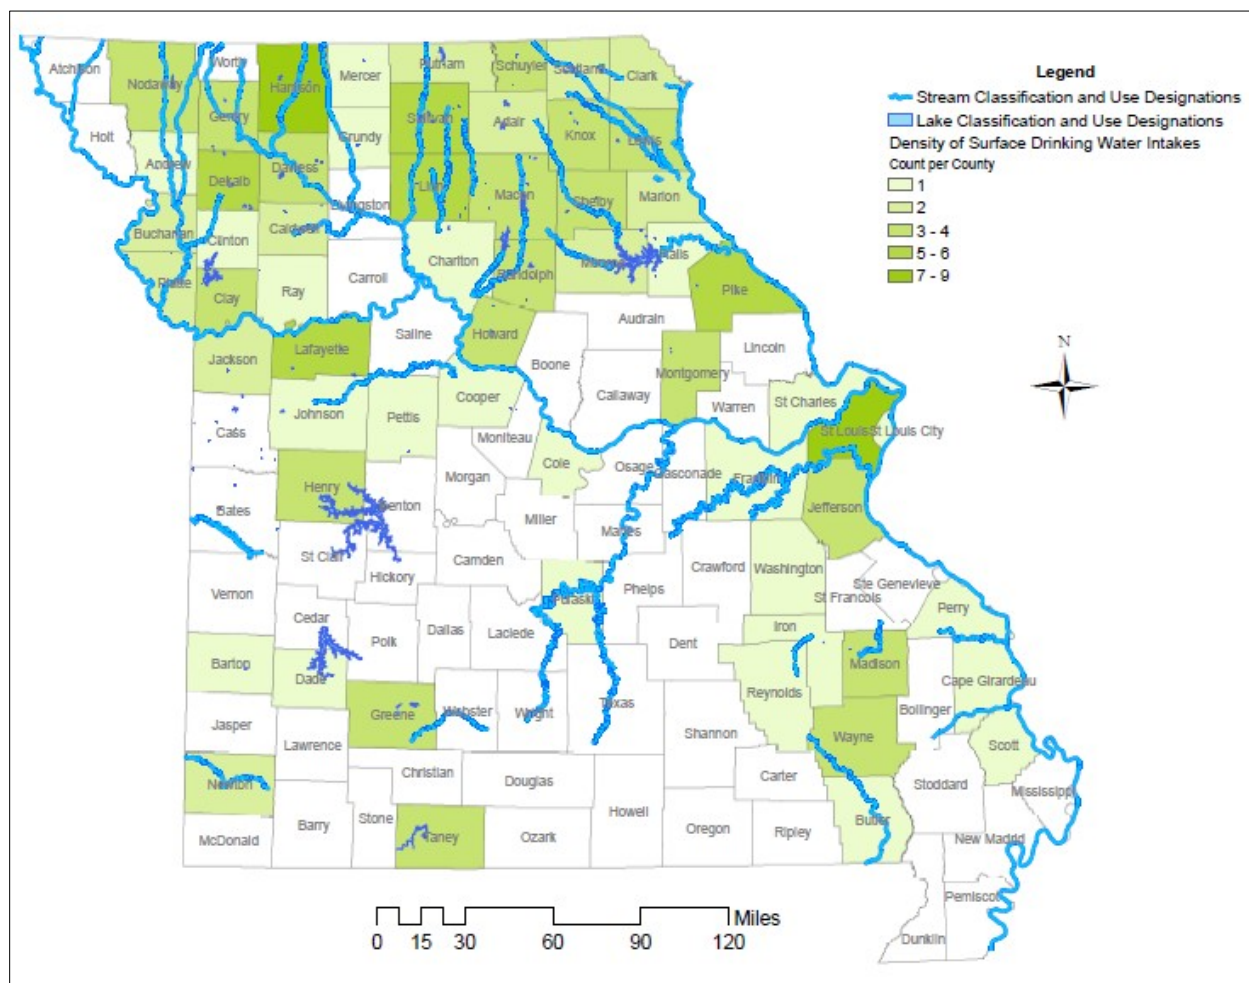 Legend
Stream Classification and Use Designations
Lake Classification and Use Designations
Density of Surface Drinking Water Intakes
Count per County
1
2
3 - 4
5 - 6
7 - 9
N
Atchison
Nodaway
Worth
Harrison
Mercer
Putnam
Schuyler
Scotland
Clark
Holt
Gentry
Sullivan
Adair
Knox
Lewis
Andrew
Grundy
Daviess
Dekalb
Linn
Macon
Shelby
Marion
Livingston
Buchanan
Clinton
Caldwell
Chariton
Ralls
Monroe
Platte
Clay
Ray
Carroll
Randolph
Pike
Audrain
Jackson
Lafayette
Saline
Howard
Boone
Lincoln
Montgomery
Callaway
Warren
St Charles
Johnson
Pettis
Cooper
Moniteau
Cass
St Louis
St Louis City
Cole
Osage
Gasconade
Franklin
Henry
Benton
Morgan
Jefferson
Bates
Miller
Maries
St Clair
Hickory
Camden
Pulaski
Phelps
Crawford
Washington
Ste Genevieve
St Francois
Perry
Vernon
Cedar
Polk
Dallas
Laclede
Dent
Iron
Madison
Bartop
Dade
Reynolds
Cape Girardeau
Bollinger
Jasper
Greene
Webster
Wright
Texas
Shannon
Wayne
Scott
Lawrence
Christian
Douglas
Carter
Stoddard
Mississippi
Newton
McDonald
Barry
Stone
Taney
Ozark
Howell
Oregon
Ripley
Butler
New Madrid
Pemiscot
Dunklin
Miles
0 15 30 60 90 120